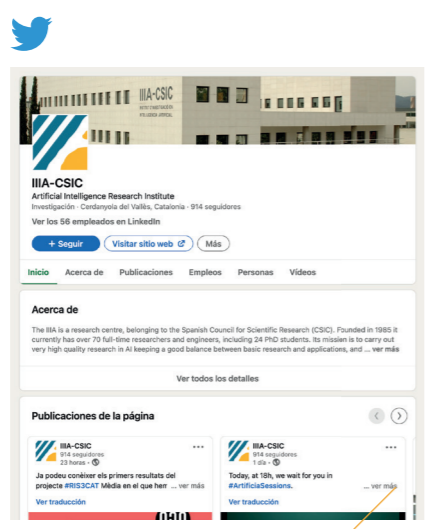 IIIA-CSIC
IIIA-CSIC
Artificial Intelligence Research Institute
Investigación · Cerdanyola del Vallès, Catalonia · 914 seguidores
Ver los 56 empleados en LinkedIn
+ Seguir Visitar sitio web Más
Inicio Acerca de Publicaciones Empleos Personas Vídeos
Acerca de
The IIIA is a research centre, belonging to the Spanish Council for Scientific Research (CSIC). Founded in 1985 it
currently has over 70 full-time researchers and engineers, including 24 PhD students. Its mission is to carry out
very high quality research in AI keeping a good balance between basic research and applications, and ... ver más
Ver todos los detalles
Publicaciones de la página
IIIA-CSIC
914 seguidores
23 horas ·
Ja podeu conèixer els primers resultats del
projecte #RIS3CAT Mèdia en el que hem ... ver más
Ver traducción
IIIA-CSIC
914 seguidores
1 día ·
Today, at 18h, we wait for you in
#ArtificiaSessions. ... ver más
Ver traducción